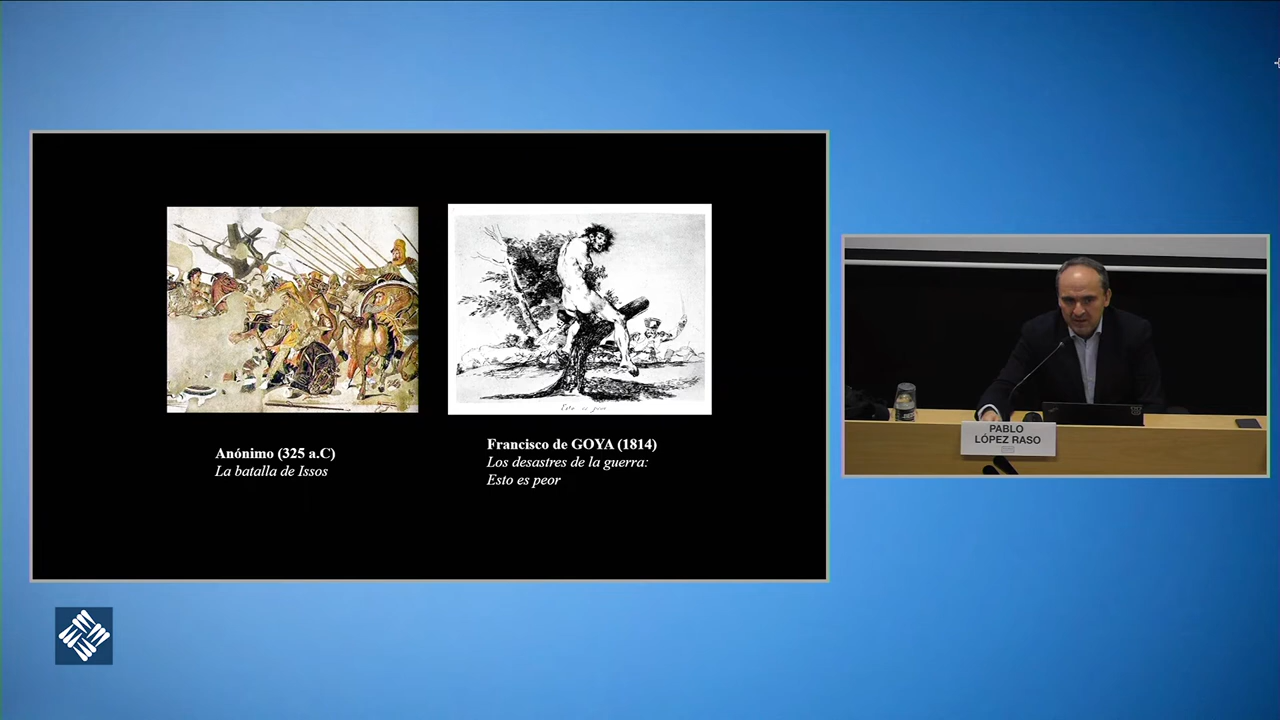 Esto es peor
Anónimo (325 a.C)
La batalla de Issos
Francisco de GOYA (1814)
Los desastres de la guerra:
Esto es peor
PABLO
LÓPEZ RASO